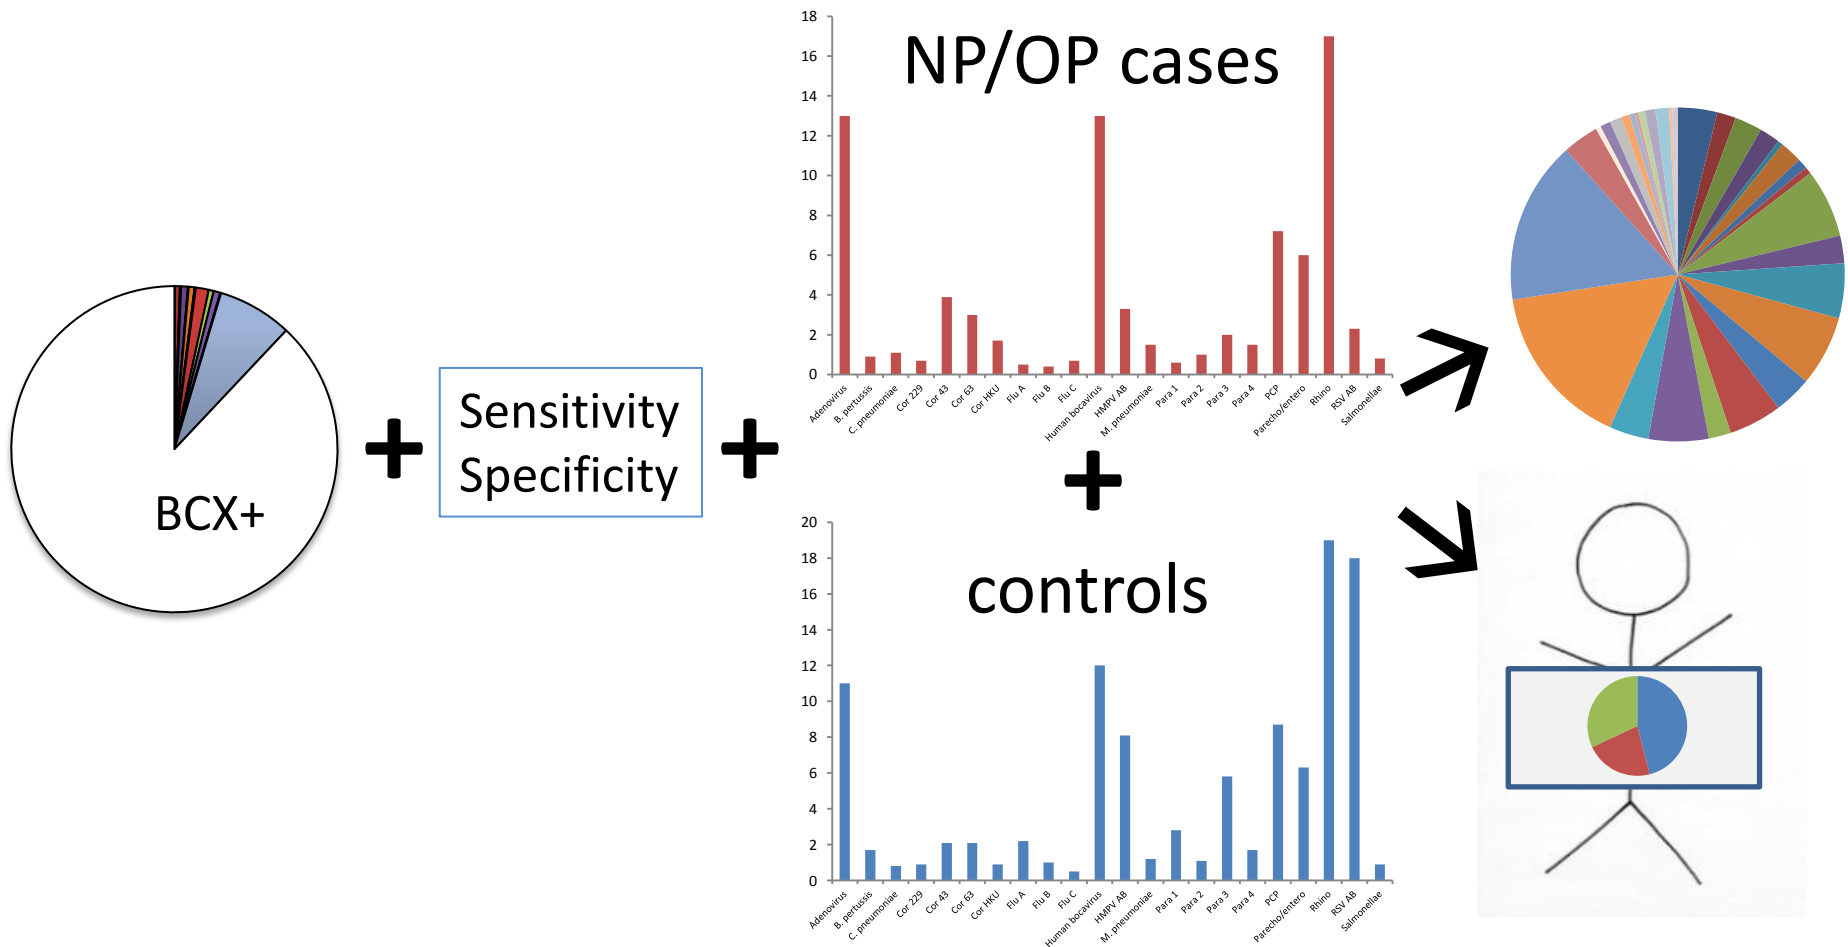 BCX+
+
Sensitivity
Specificity
+
NP/OP cases
18
16
14
12
10
8
6
4
2
0
Adenovirus
B. pertussis
C. pneumoniae
Cor 229
Cor 43
Cor 63
Cor HKU
Flu A
Flu B
Flu C
Human bocavirus
HMPV AB
M. pneumoniae
Para 1
Para 2
Para 3
Para 4
PCP
Parecho/entero
Rhino
RSV AB
Salmonellae
+
controls
20
18
16
14
12
10
8
6
4
2
0
Adenovirus
B. pertussis
C. pneumoniae
Cor 229
Cor 43
Cor 63
Cor HKU
Flu A
Flu B
Flu C
Human bocavirus
HMPV AB
M. pneumoniae
Para 1
Para 2
Para 3
Para 4
PCP
Parecho/entero
Rhino
RSV AB
Salmonellae